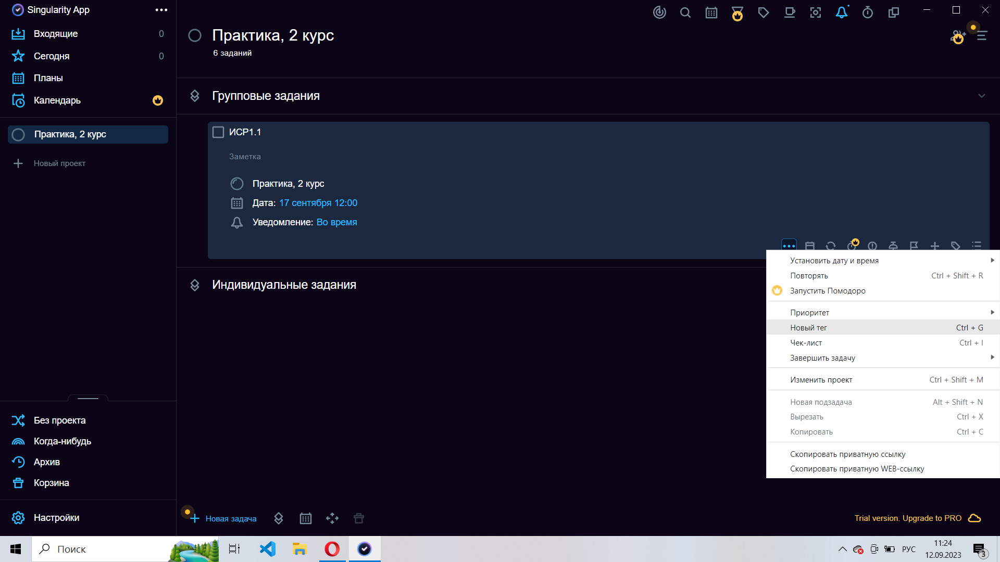 Singularity App
Входящие 0
Сегодня 0
Планы
Календарь
Практика, 2 курс
Новый проект
Без проекта
Когда-нибудь
Архив
Корзина
Настройки
Практика, 2 курс
6 заданий
Групповые задания
ИСР1.1
Заметка
Практика, 2 курс
Дата: 17 сентября 12:00
Уведомление: Во время
Индивидуальные задания
Установить дату и время
Повторять Ctrl + Shift + R
Запустить Помодоро
Приоритет
Новый тег Ctrl + G
Чек-лист Ctrl + I
Завершить задачу
Изменить проект Ctrl + Shift + M
Новая подзадача Alt + Shift + N
Вырезать Ctrl + X
Копировать Ctrl + C
Скопировать приватную ссылку
Скопировать приватную WEB-ссылку
Новая задача
Trial version. Upgrade to PRO
Поиск
РУС
11:24
12.09.2023
3